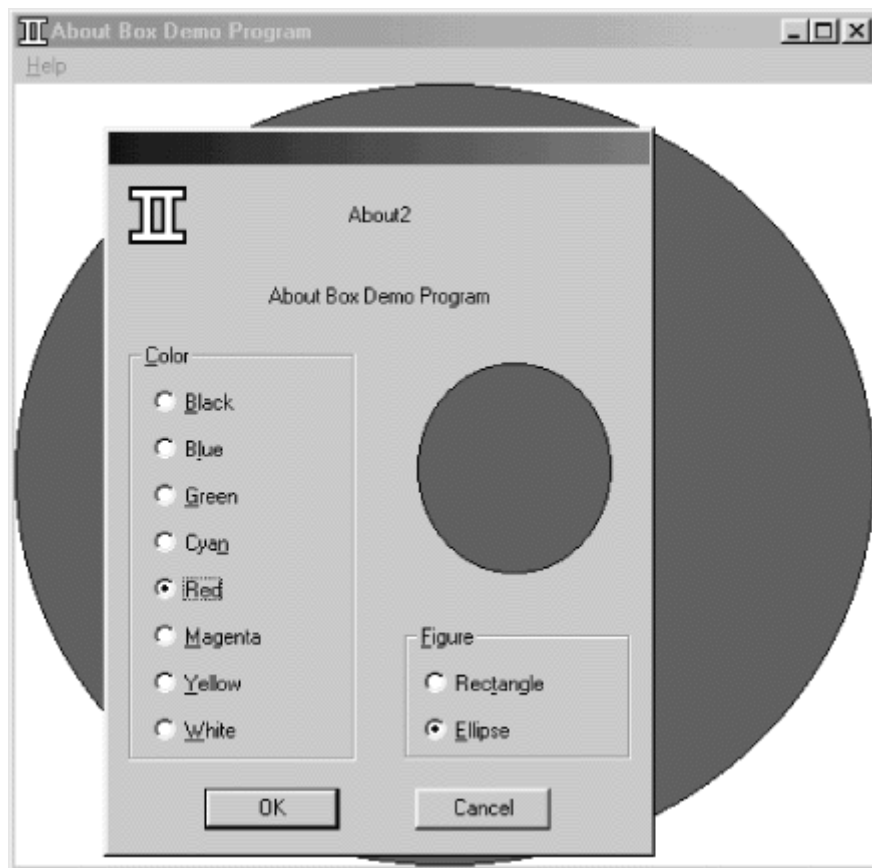 About Box Demo Program
Help
About2
About Box Demo Program
Color
Black
Blue
Green
Cyan
Red
Magenta
Yellow
White
Figure
Rectangle
Ellipse
OK
Cancel